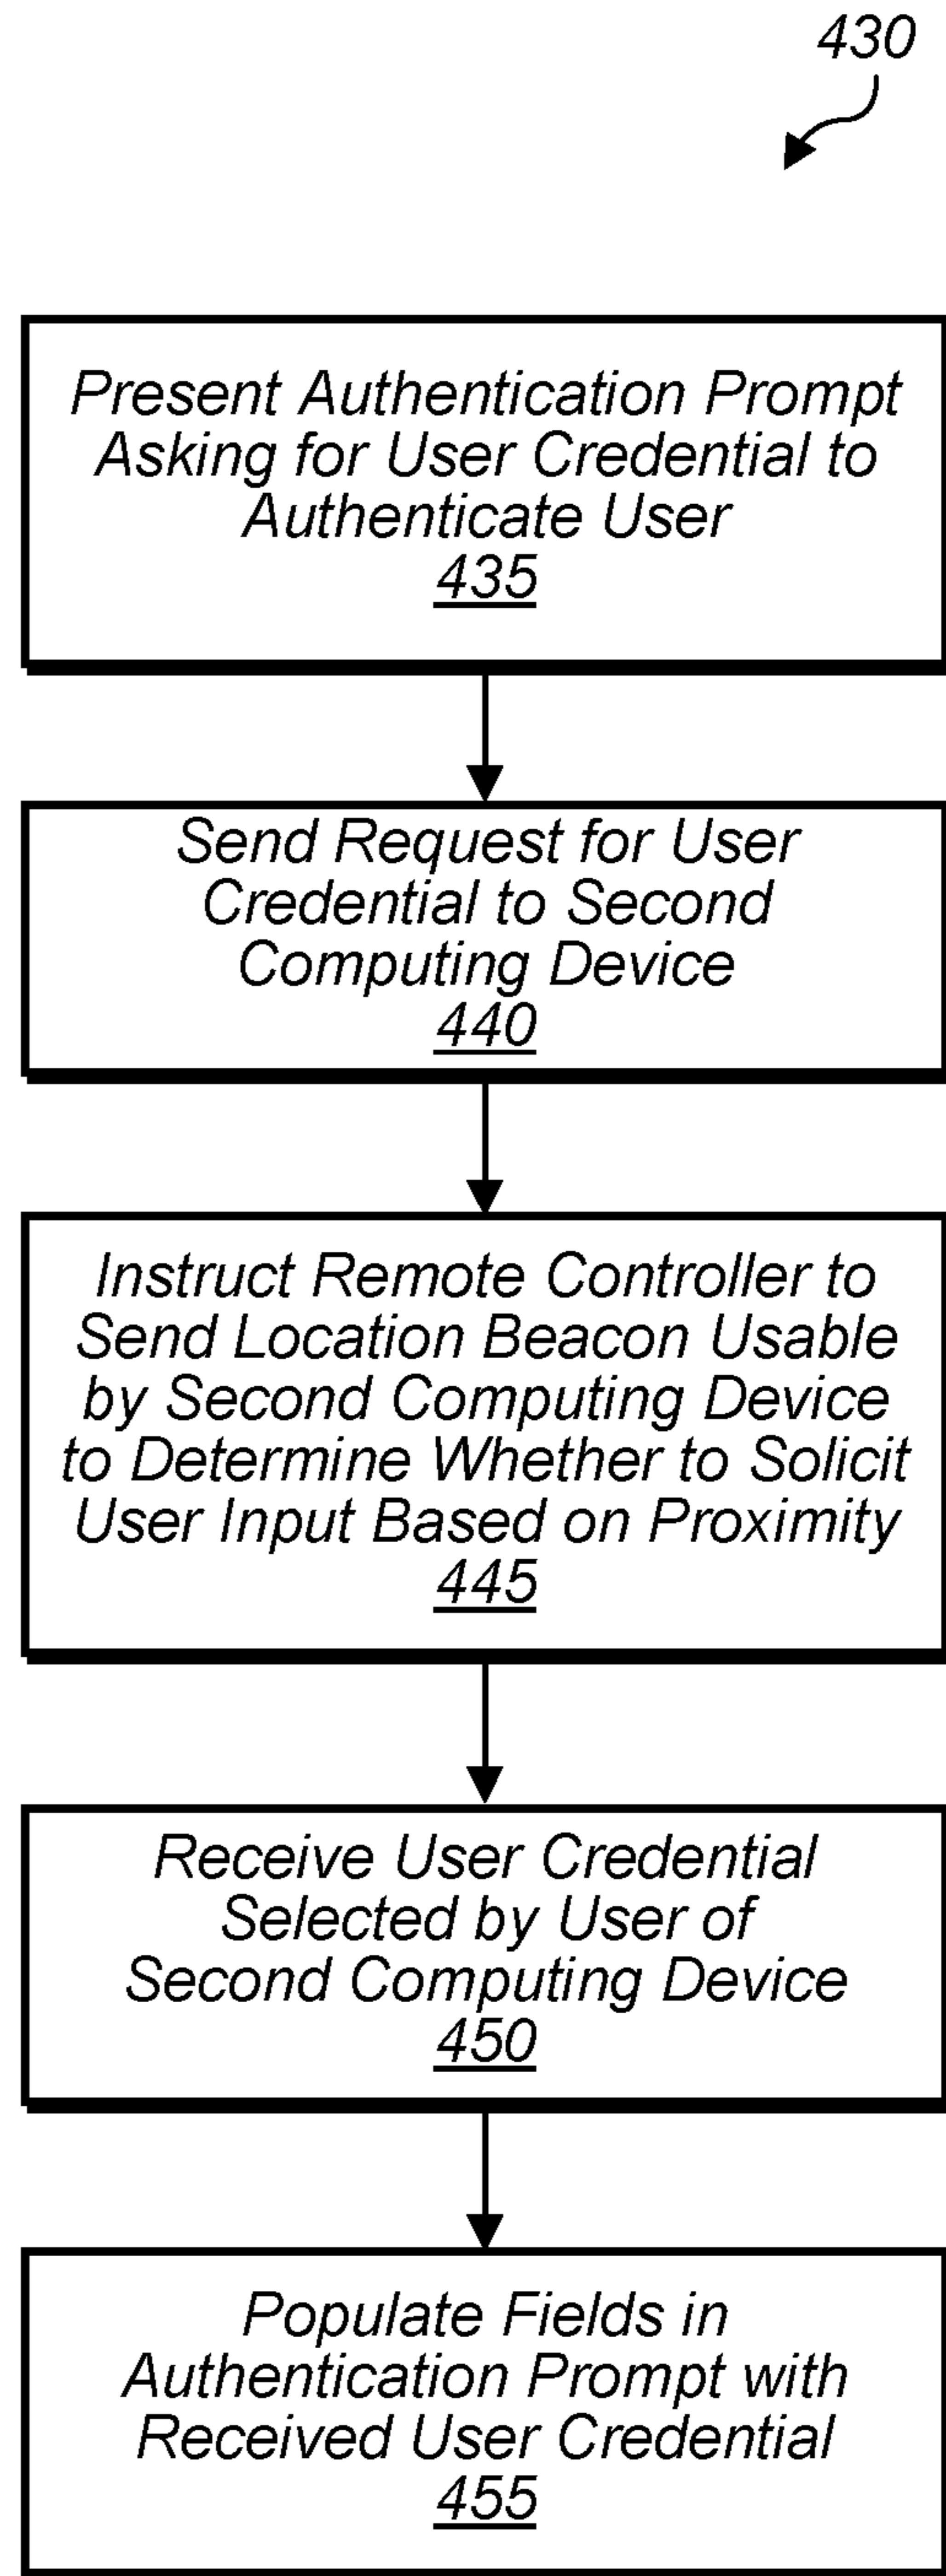 430
Present Authentication Prompt
Asking for User Credential to
Authenticate User
435
Send Request for User
Credential to Second
Computing Device
440
Instruct Remote Controller to
Send Location Beacon Usable
by Second Computing Device
to Determine Whether to Solicit
User Input Based on Proximity
445
Receive User Credential
Selected by User of
Second Computing Device
450
Populate Fields in
Authentication Prompt with
Received User Credential
455